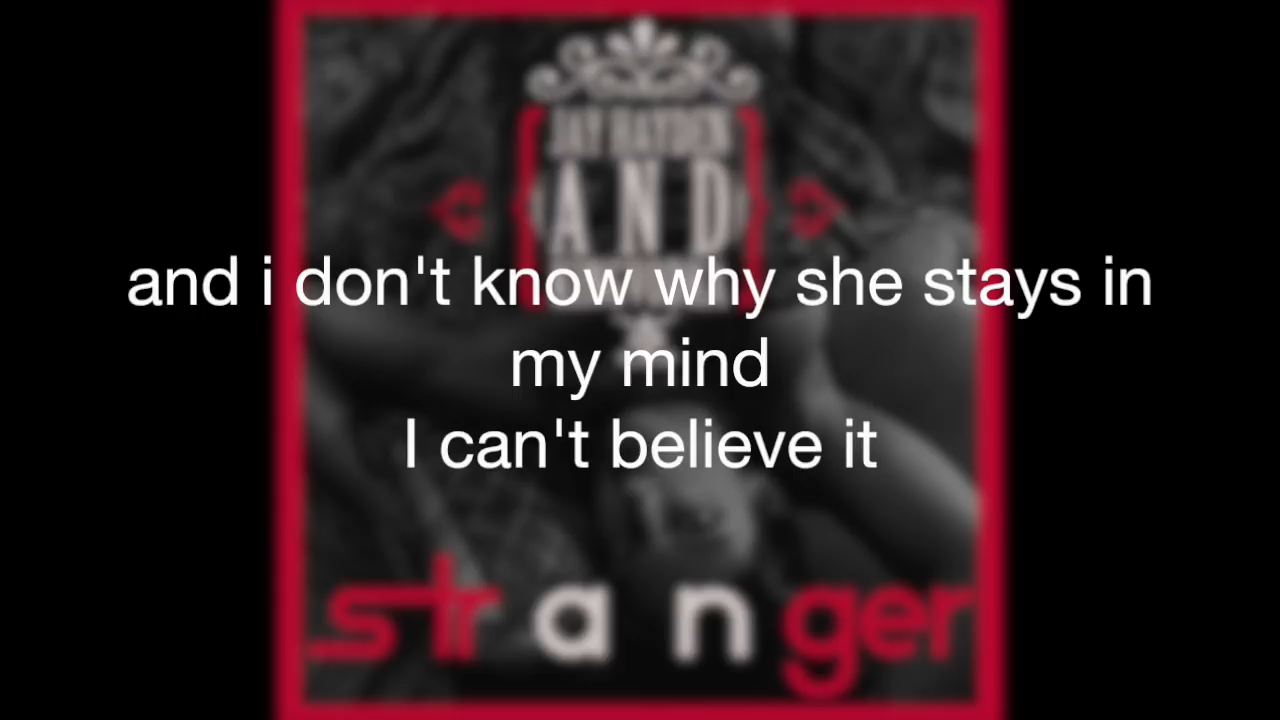 JAY HAYDEN
AND
and i don't know why she stays in
my mind
I can't believe it
stranger